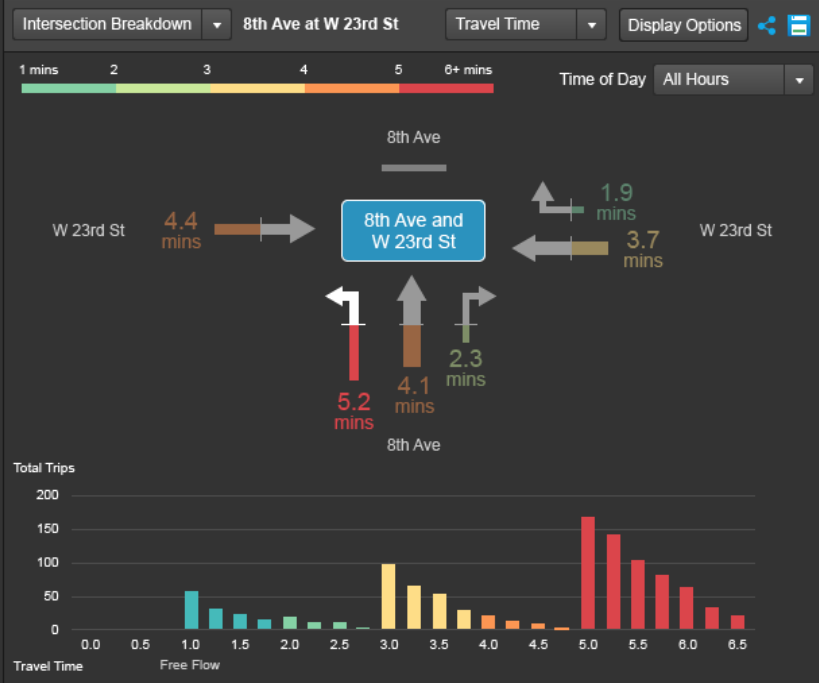 Intersection Breakdown
8th Ave at W 23rd St
Travel Time
Display Options
1 mins 2 3 4 5 6+ mins
Time of Day
All Hours
8th Ave
W 23rd St
4.4
mins
8th Ave and
W 23rd St
1.9
mins
3.7
mins
W 23rd St
5.2
mins
4.1
mins
2.3
mins
8th Ave
Total Trips
200
150
100
50
0
0.0 0.5 1.0 1.5 2.0 2.5 3.0 3.5 4.0 4.5 5.0 5.5 6.0 6.5
Travel Time
Free Flow